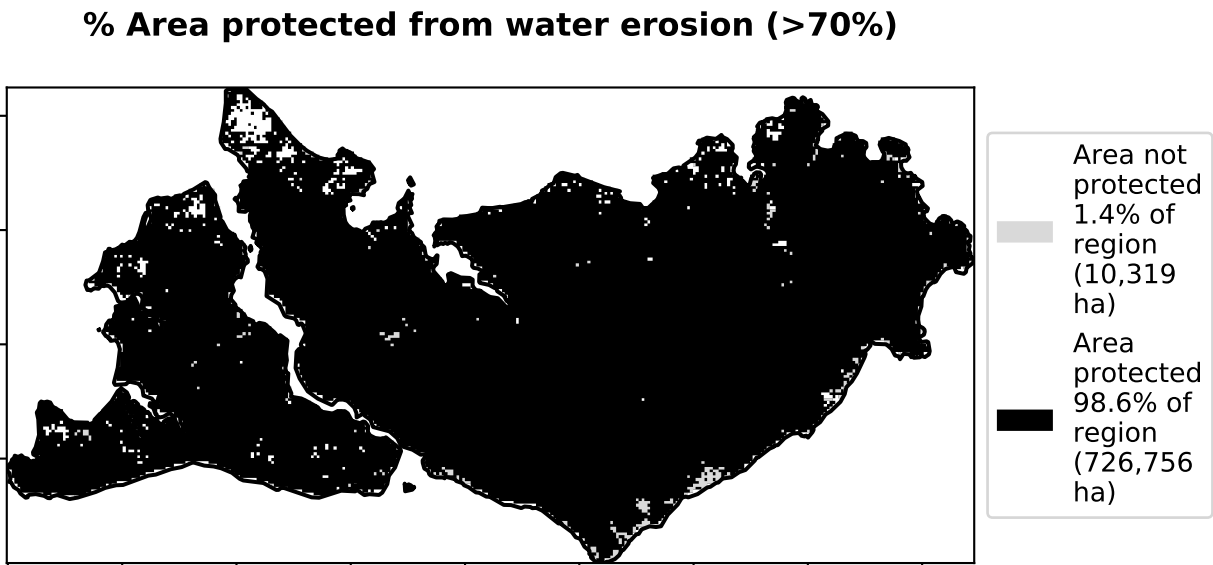 % Area protected from water erosion (>70%)
Area not
protected
1.4% of
region
(10,319
ha)
Area
protected
98.6% of
region
(726,756
ha)